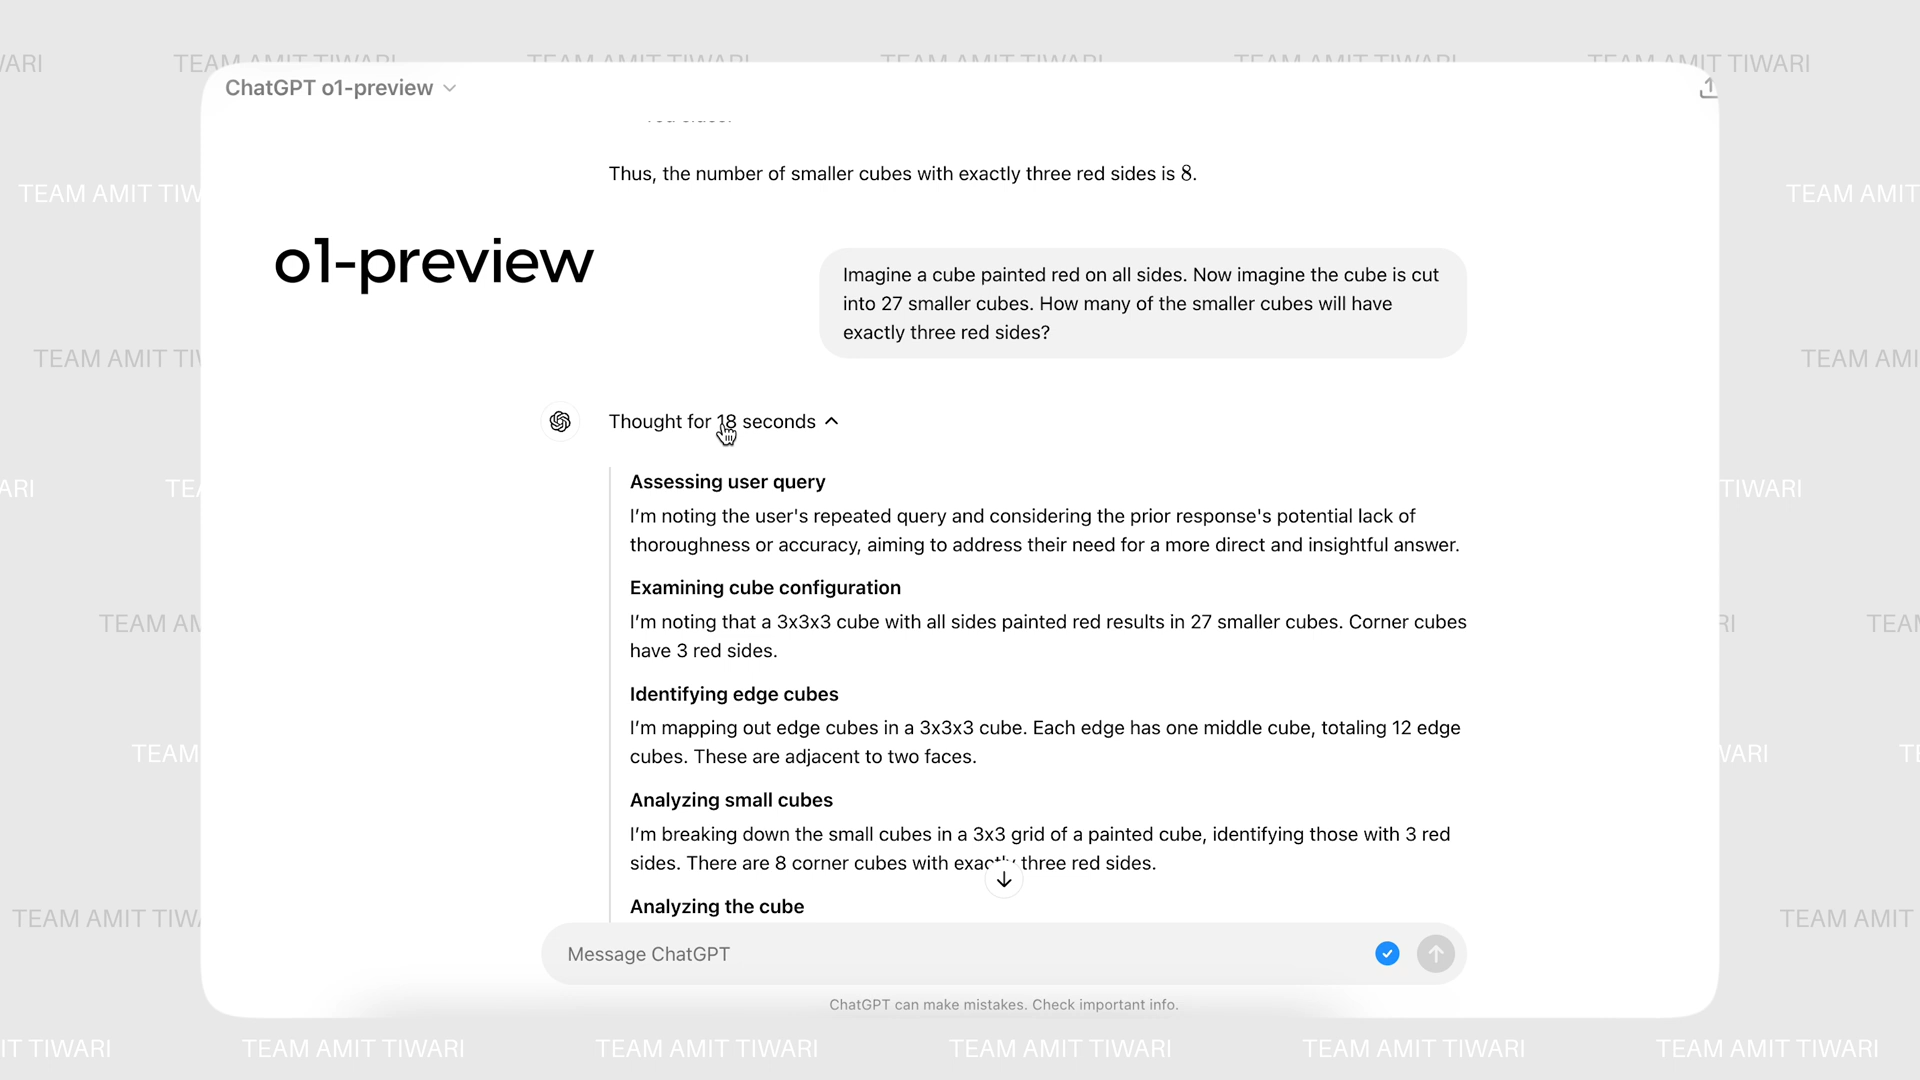 TEAM AMIT TIWARI
ChatGPT o1-preview
Thus, the number of smaller cubes with exactly three red sides is 8.
o1-preview
Imagine a cube painted red on all sides. Now imagine the cube is cut
into 27 smaller cubes. How many of the smaller cubes will have
exactly three red sides?
Thought for 18 seconds
Assessing user query
I’m noting the user's repeated query and considering the prior response's potential lack of
thoroughness or accuracy, aiming to address their need for a more direct and insightful answer.
Examining cube configuration
I’m noting that a 3x3x3 cube with all sides painted red results in 27 smaller cubes. Corner cubes
have 3 red sides.
Identifying edge cubes
I’m mapping out edge cubes in a 3x3x3 cube. Each edge has one middle cube, totaling 12 edge
cubes. These are adjacent to two faces.
Analyzing small cubes
I’m breaking down the small cubes in a 3x3 grid of a painted cube, identifying those with 3 red
sides. There are 8 corner cubes with exactly three red sides.
Analyzing the cube
Message ChatGPT
ChatGPT can make mistakes. Check important info.
IT TIWARI TEAM AMIT TIWARI TEAM AMIT TIWARI TEAM AMIT TIWARI TEAM AMIT TIWARI TEAM AMIT TIWARI